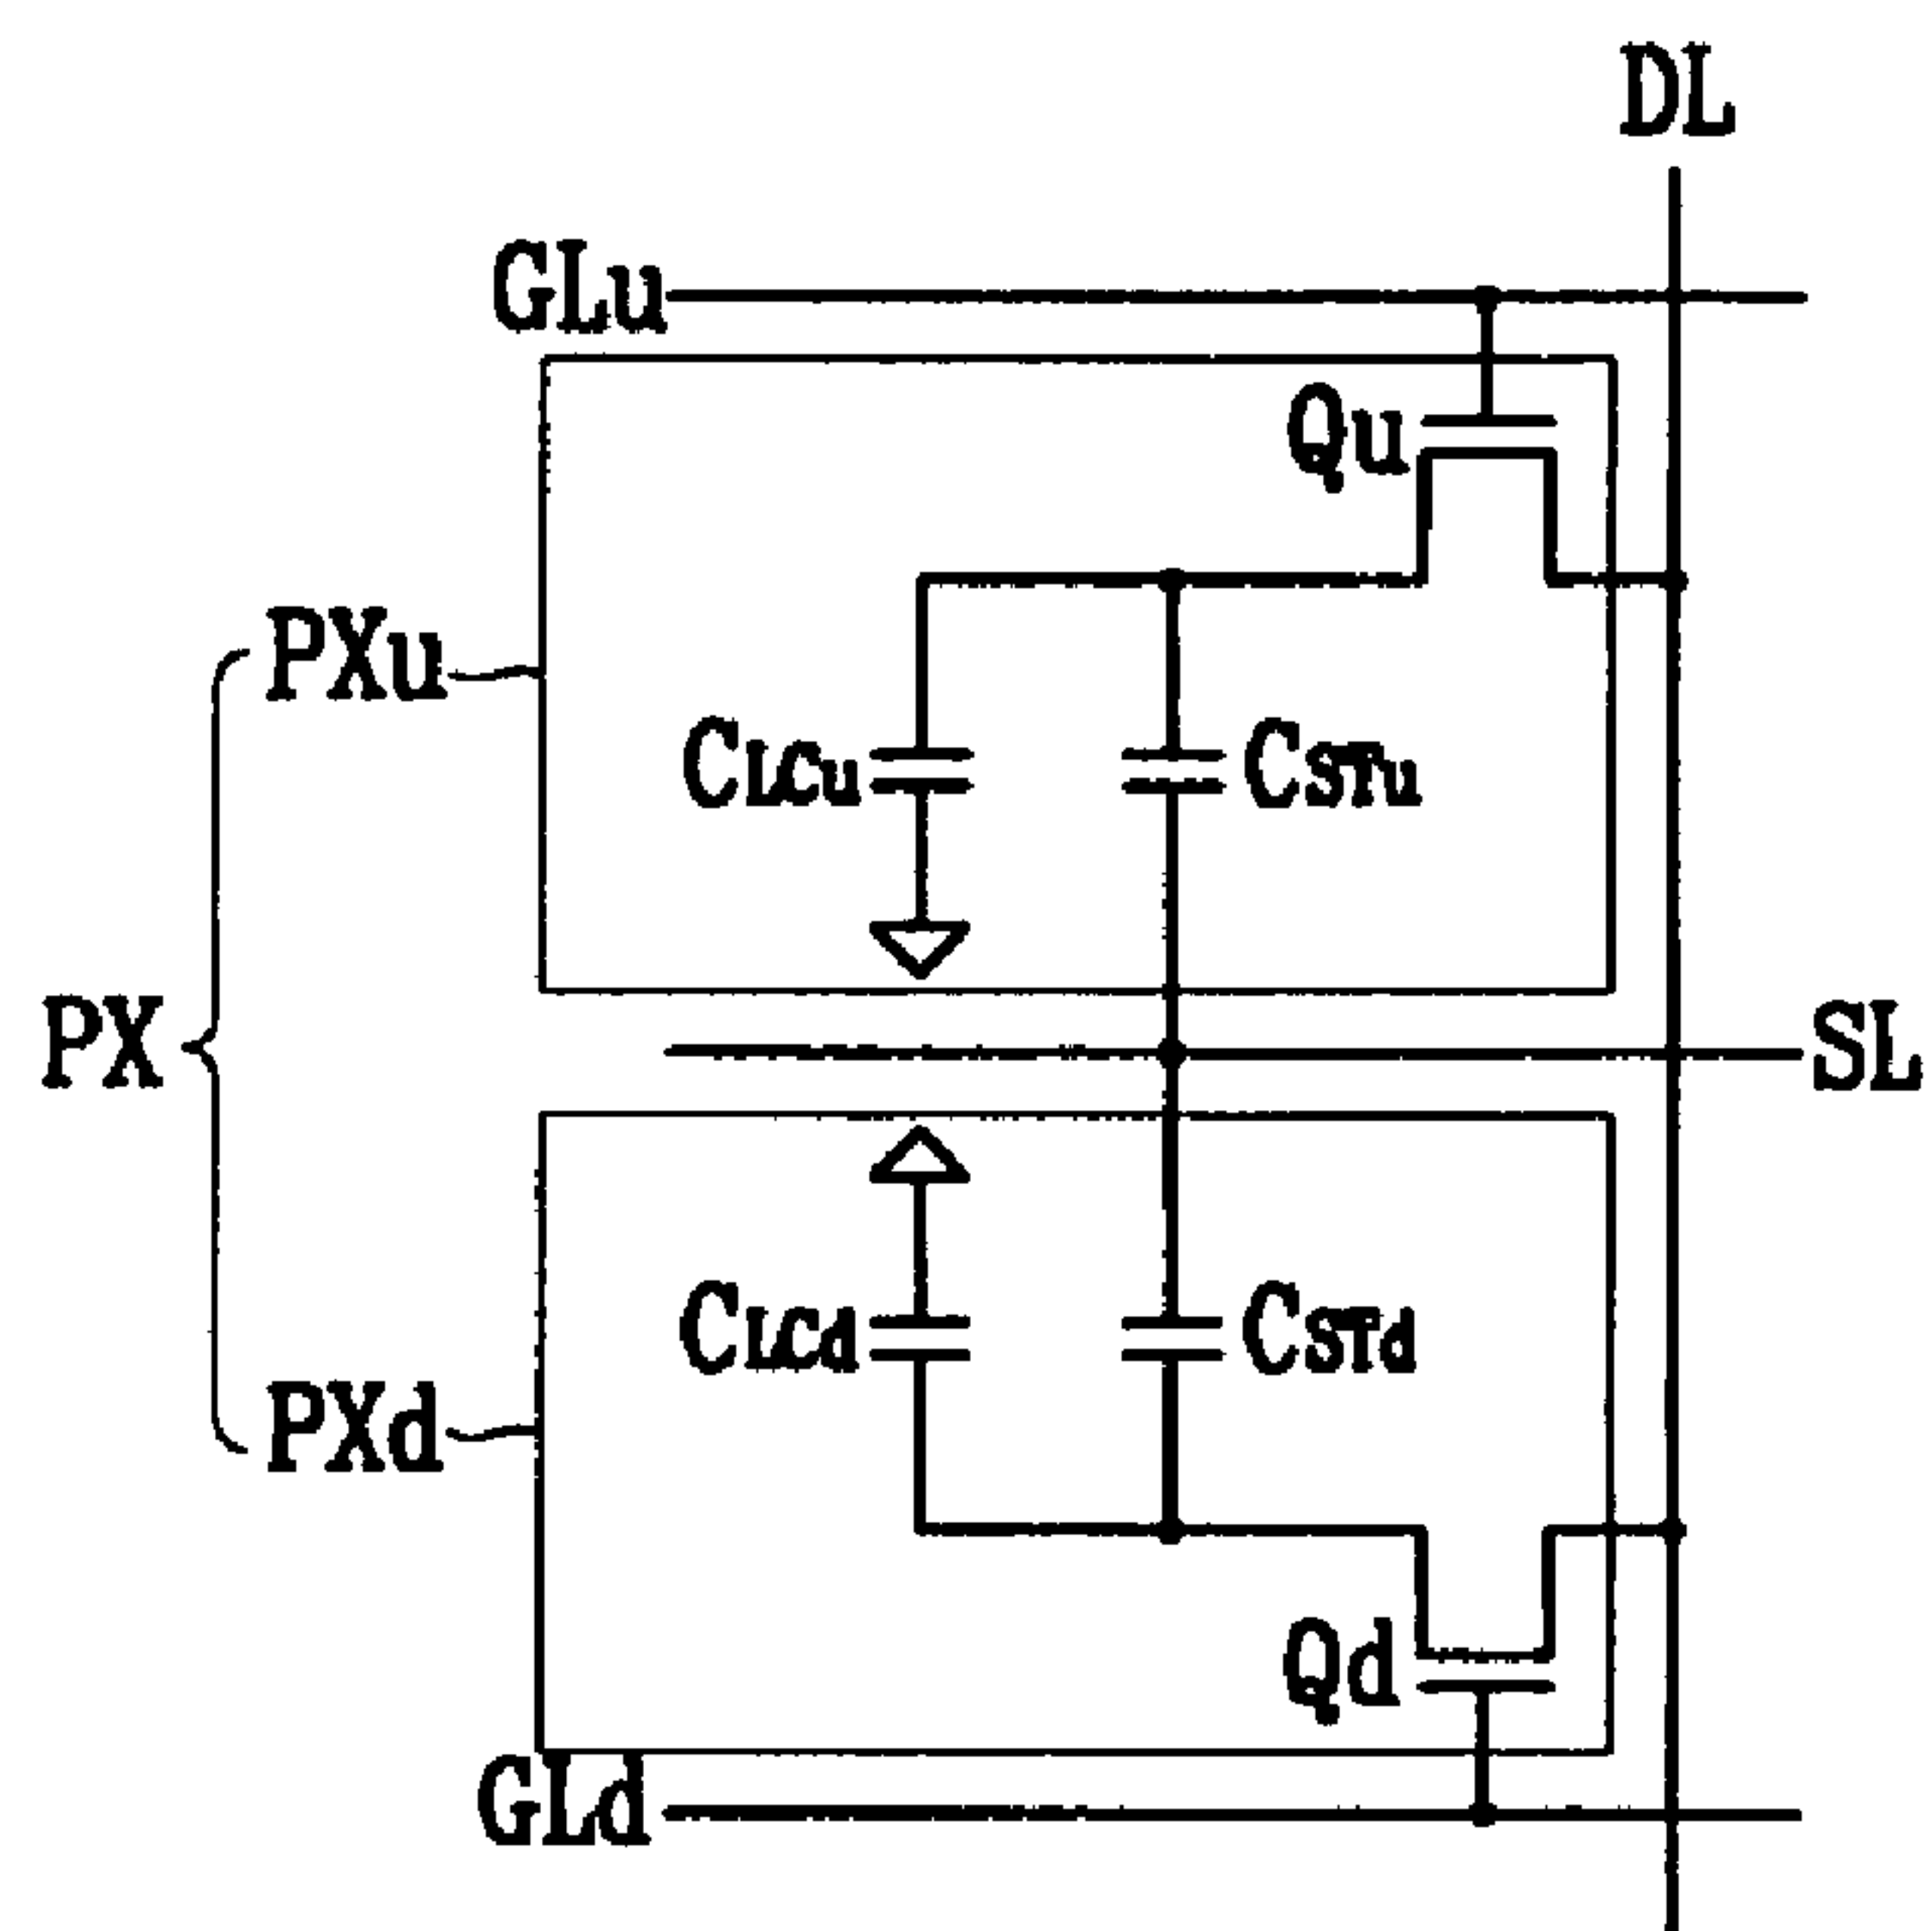 DL
GLu
Qu
PXu
CLCu
CSTu
PX
SL
CLCd
CSTd
PXd
Qd
GLd